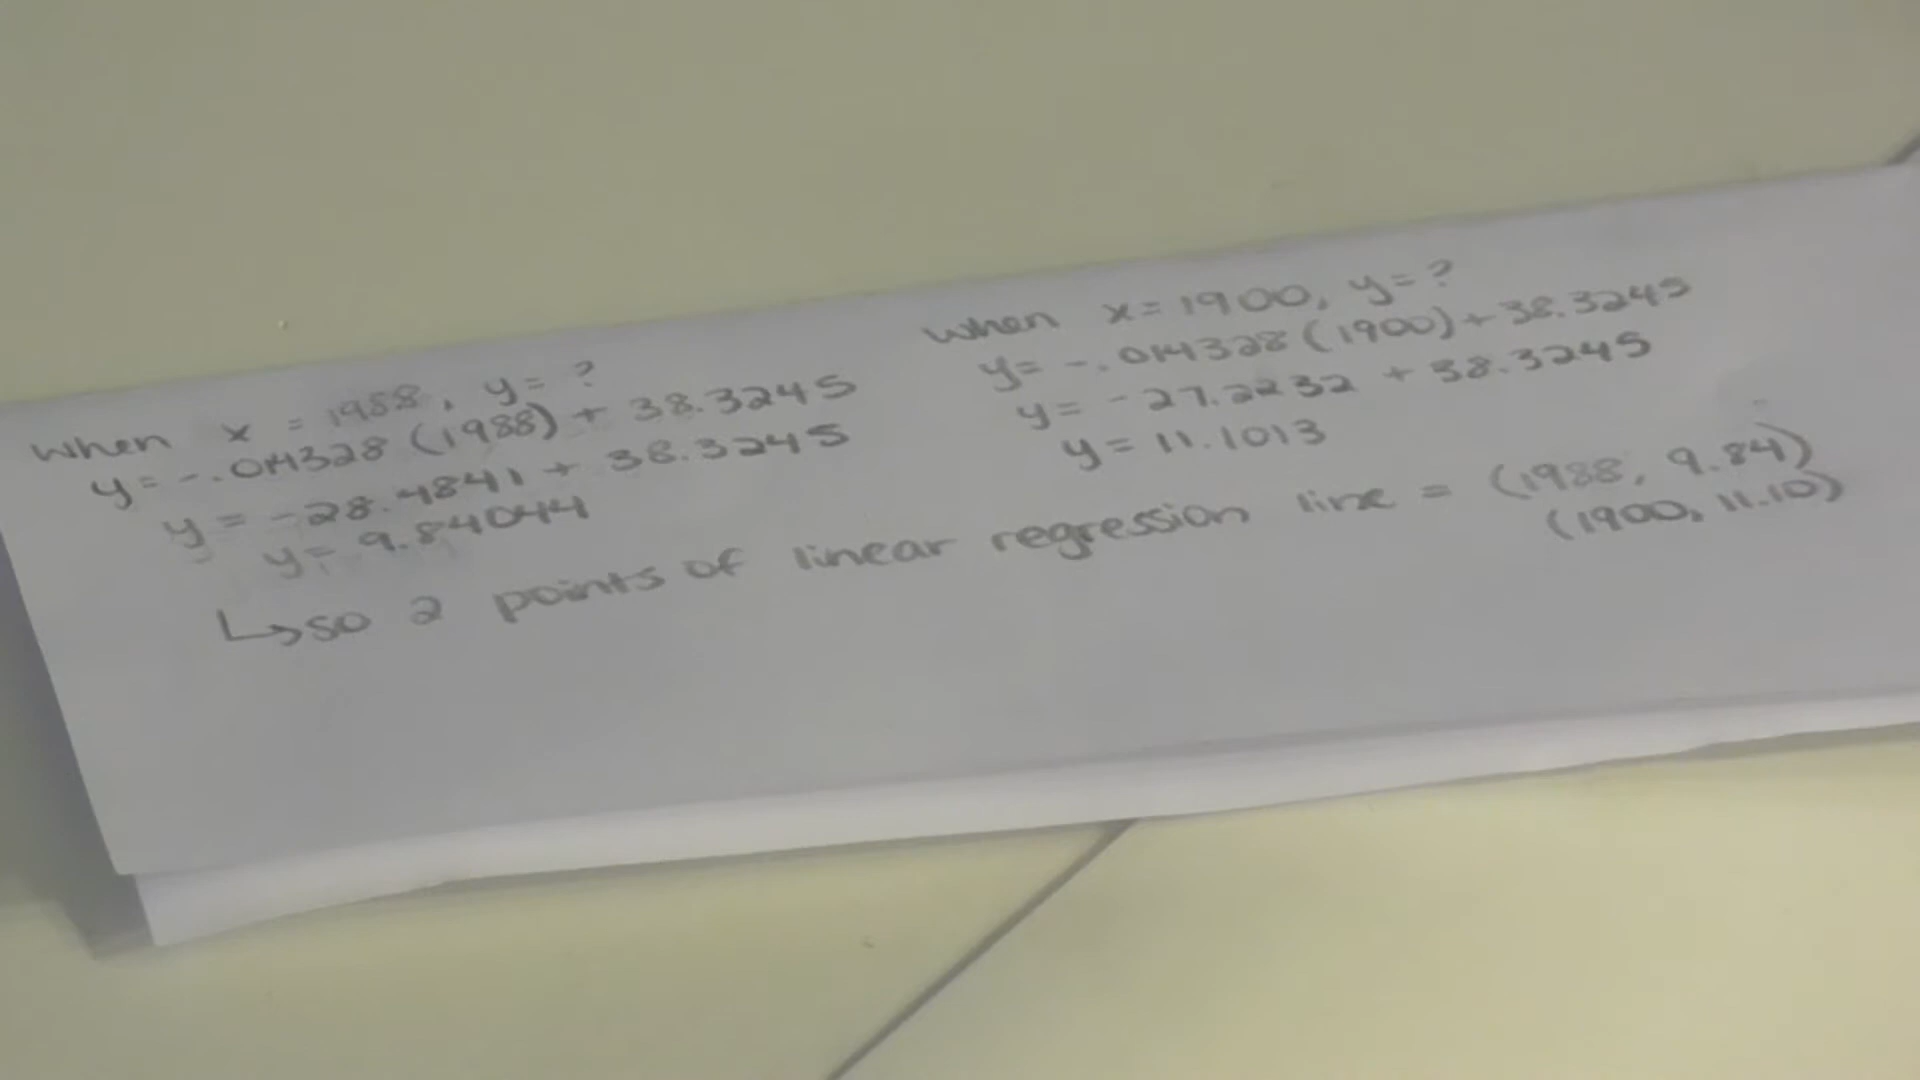 when x = 1988, y = ?
y = -.014328 (1988) + 38.3245
y = -28.4841 + 38.3245
y = 9.84044
when x = 1900, y = ?
y = -.014328 (1900) + 38.3245
y = -27.2232 + 38.3245
y = 11.1013
↳ so 2 points of linear regression line = (1988, 9.84)
(1900, 11.10)